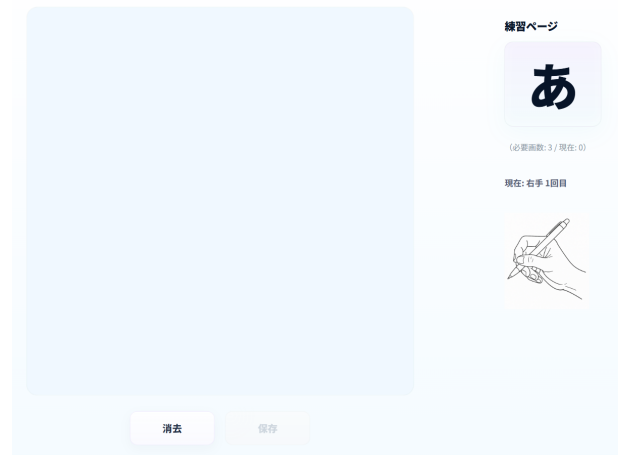 練習ページ
あ
（必要画数: 3 / 現在: 0）
現在: 右手 1回目
消去
保存